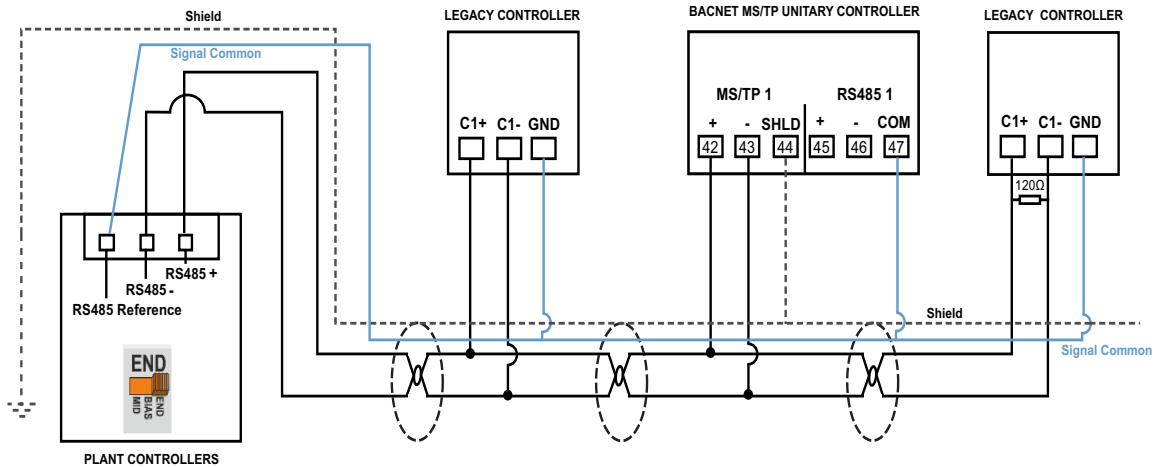 Shield
Signal Common
LEGACY CONTROLLER
BACNET MS/TP UNITARY CONTROLLER
LEGACY CONTROLLER
C1+ C1- GND
MS/TP 1
RS485 1
+ - SHLD + - COM
42 43 44 45 46 47
C1+ C1- GND
120Ω
RS485 +
RS485 -
RS485 Reference
END
MID
BIAS
END
Shield
Signal Common
PLANT CONTROLLERS